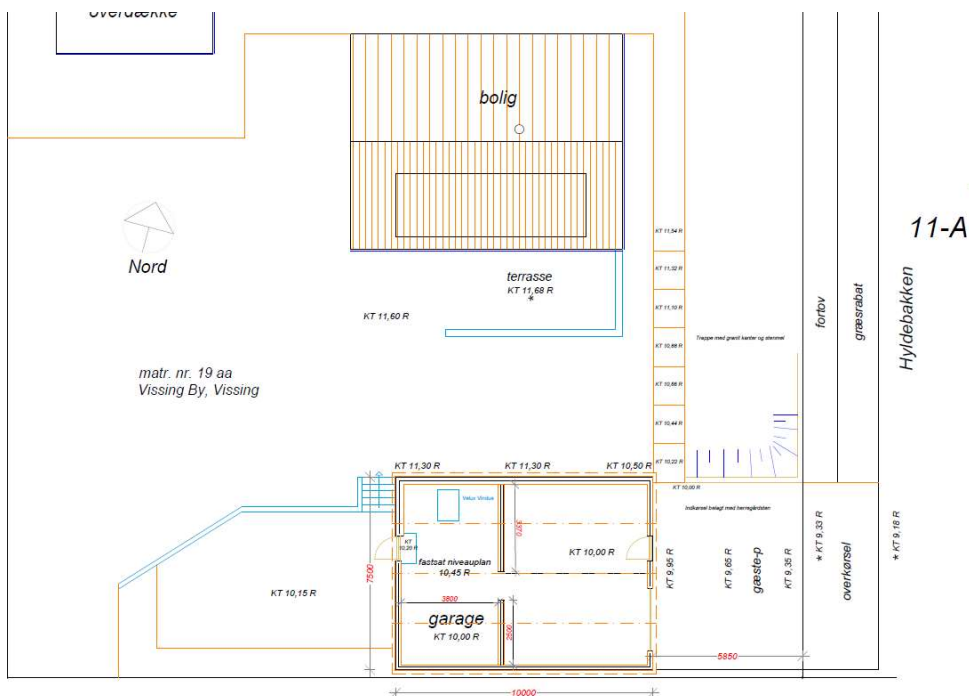 overdække
bolig
11-A
Nord
terrasse
KT 11,68 R
*
KT 11,60 R
matr. nr. 19 aa
Vissing By, Vissing
KT 11,54 R
KT 11,32 R
KT 11,10 R
KT 10,88 R
KT 10,66 R
KT 10,44 R
KT 10,22 R
Trappe med granit kanter og stenmel
fortov
græsrabat
Hyldebakken
KT 11,30 R
KT 11,30 R
KT 10,50 R
KT 10,00 R
Indkørsel belagt med herregårdsten
Velux Vindue
3370
KT
10,20 R
KT 10,00 R
fastsat niveauplan
10,45 R
7500
KT 10,15 R
3800
garage
KT 10,00 R
2500
KT 9,95 R
KT 9,65 R
gæste-p
KT 9,35 R
* KT 9,33 R
overkørsel
* KT 9,18 R
5850
10000